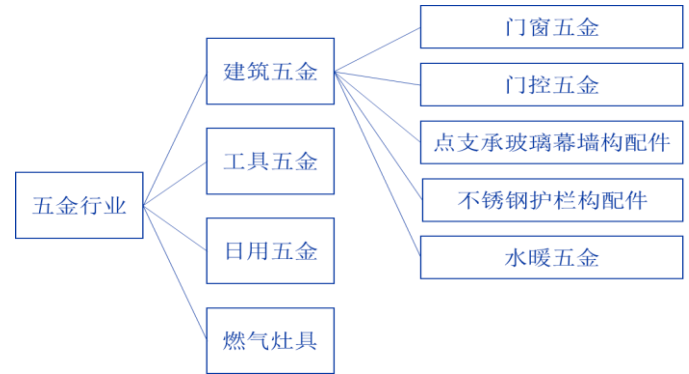 五金行业
建筑五金
工具五金
日用五金
燃气灶具
门窗五金
门控五金
点支承玻璃幕墙构配件
不锈钢护栏构配件
水暖五金